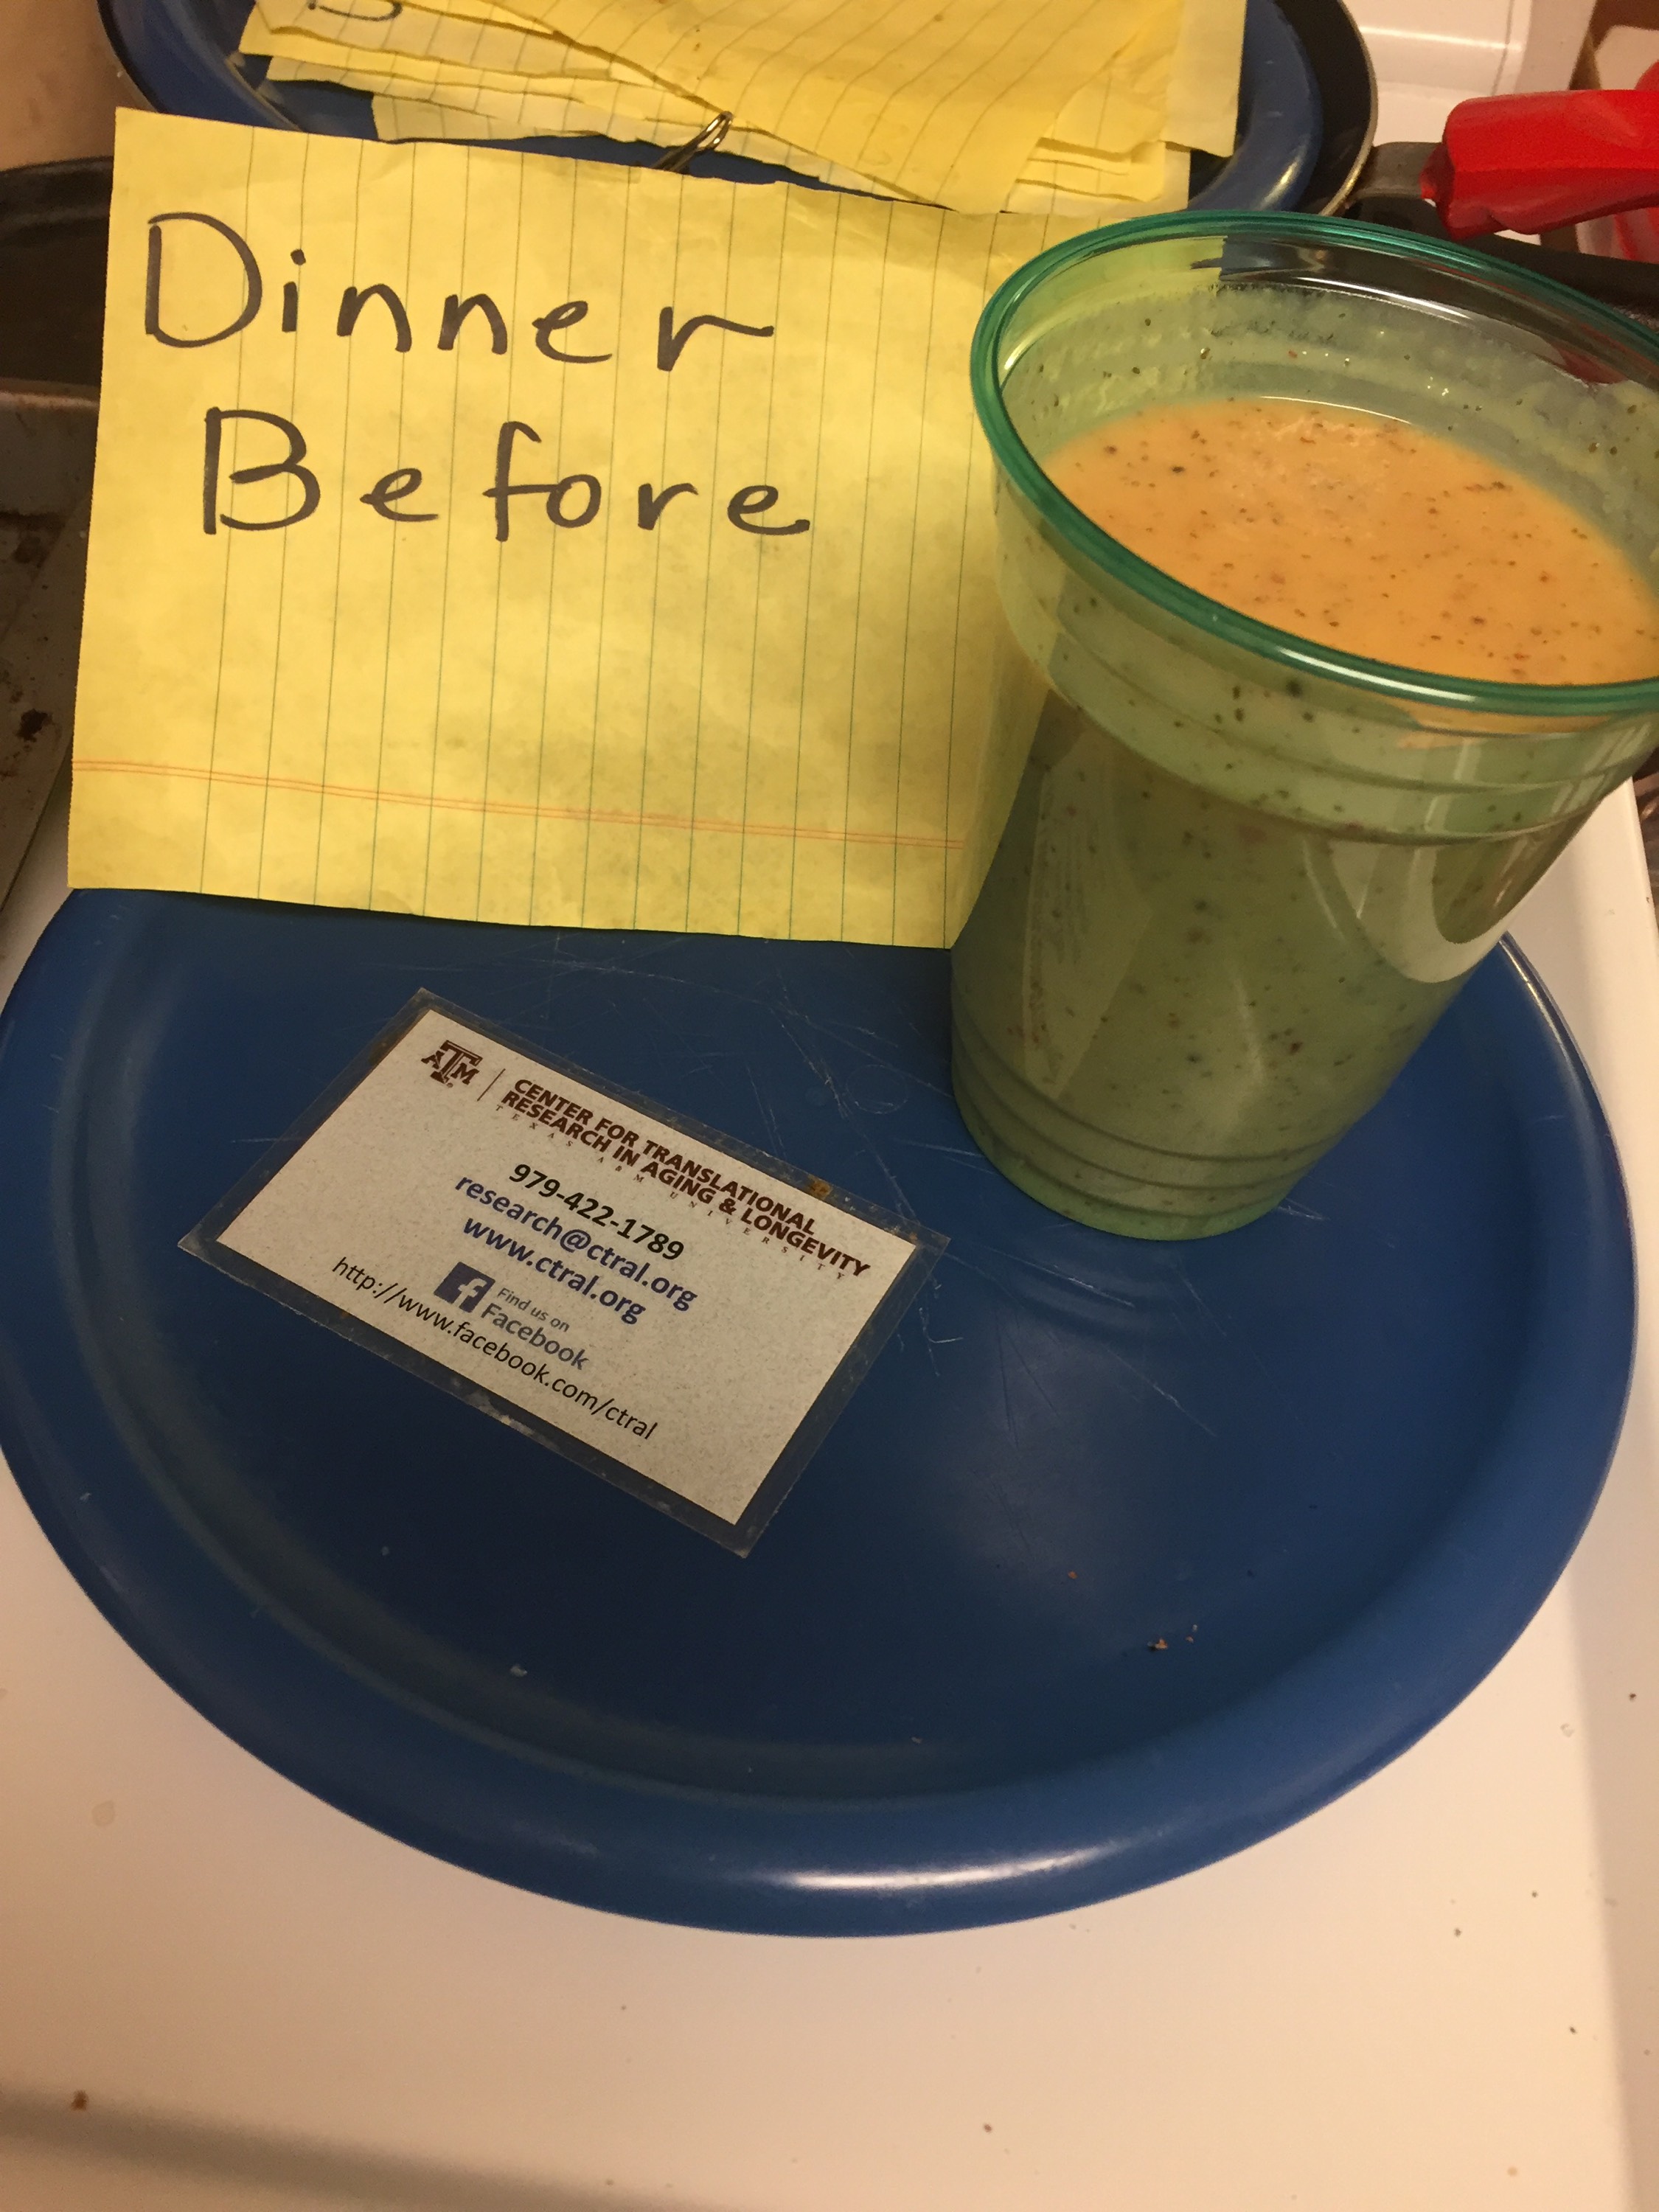 Dinner
Before
ATM
CENTER FOR TRANSLATIONAL
RESEARCH IN AGING & LONGEVITY
TEXAS A&M UNIVERSITY
979-422-1789
research@ctral.org
www.ctral.org
f Find us on
Facebook
http://www.facebook.com/ctral